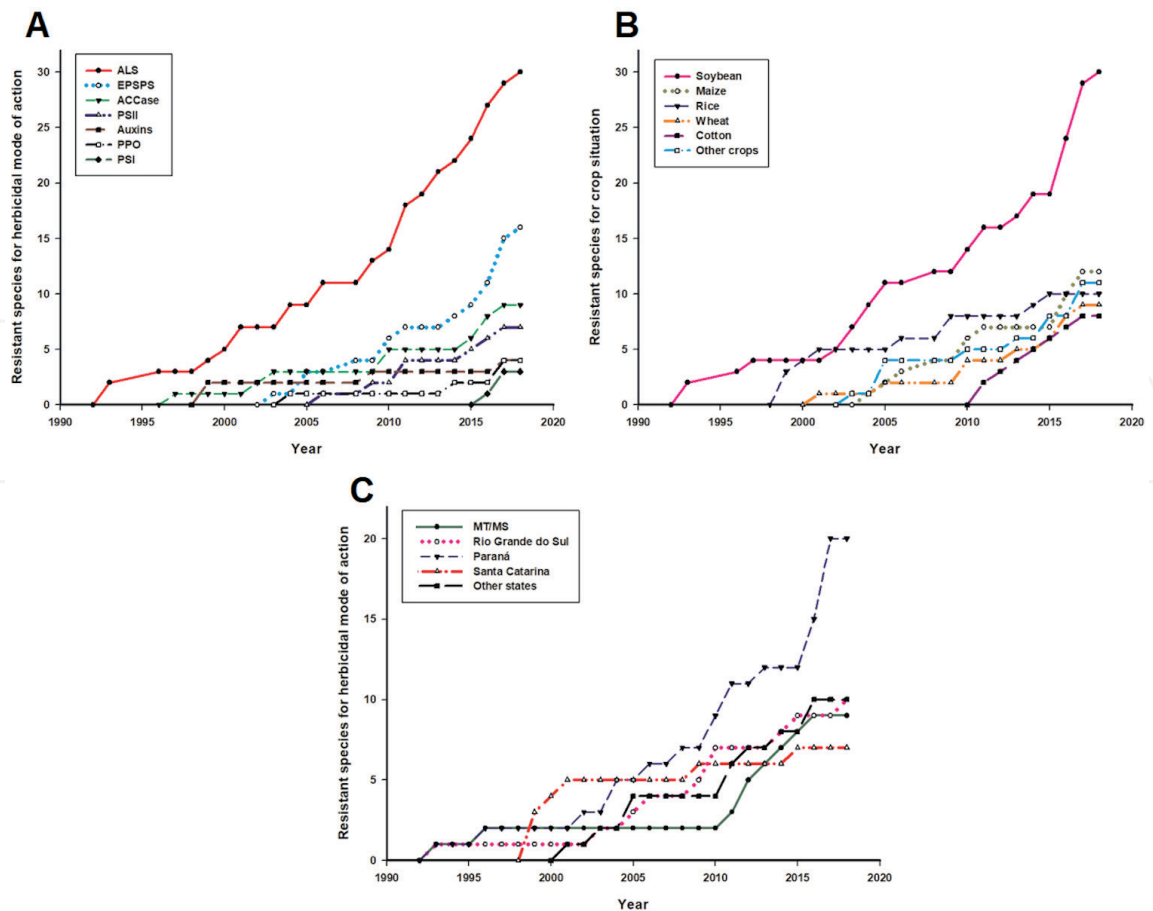 A
ALS
EPSPS
ACCase
PSII
Auxins
PPO
PSI
Resistant species for herbicidal mode of action
30
25
20
15
10
5
0
1990 1995 2000 2005 2010 2015 2020
Year
B
Soybean
Maize
Rice
Wheat
Cotton
Other crops
Resistant species for crop situation
30
25
20
15
10
5
0
1990 1995 2000 2005 2010 2015 2020
Year
C
MT/MS
Rio Grande do Sul
Paraná
Santa Catarina
Other states
Resistant species for herbicidal mode of action
20
15
10
5
0
1990 1995 2000 2005 2010 2015 2020
Year